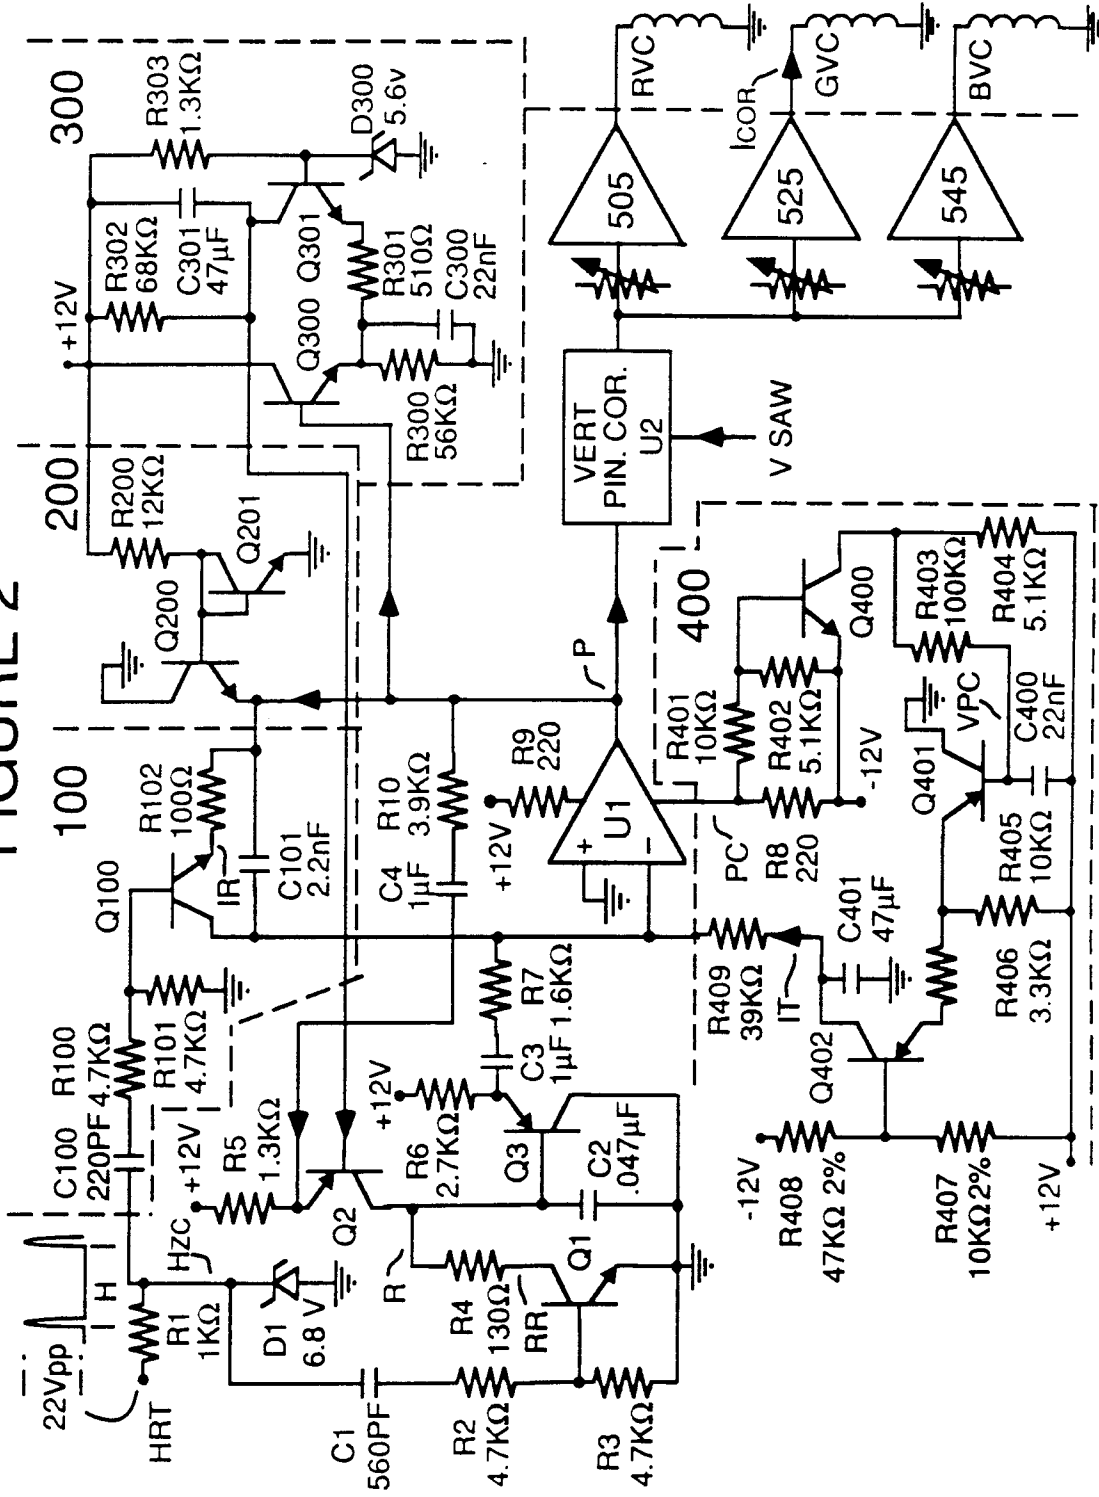 FIGURE 2
100
200
300
400
22Vpp
H
HRT
R1
1KΩ
HZC
D1
6.8 V
C1
560PF
R2
4.7KΩ
R3
4.7KΩ
R4
130Ω
RR
R
Q1
C2
.047µF
Q2
+12V
R5
1.3KΩ
Q3
+12V
R6
2.7KΩ
C3
1µF
R7
1.6KΩ
C100
220PF
R100
4.7KΩ
R101
4.7KΩ
Q100
IR
R102
100Ω
C101
2.2nF
C4
1µF
R10
3.9KΩ
Q200
Q201
R200
12KΩ
+12V
R302
68KΩ
C301
47µF
R303
1.3KΩ
D300
5.6v
Q300
Q301
R301
510Ω
C300
22nF
R300
56KΩ
+12V
R9
220
U1
+
-
P
PC
R8
220
-12V
VERT
PIN. COR.
U2
V SAW
505
525
545
RVC
GVC
BVC
ICOR
R401
10KΩ
R402
5.1KΩ
Q400
R403
100KΩ
R404
5.1KΩ
VPC
C400
22nF
Q401
R405
10KΩ
R406
3.3KΩ
C401
47µF
R409
39KΩ
IT
Q402
-12V
R408
47KΩ 2%
R407
10KΩ2%
+12V